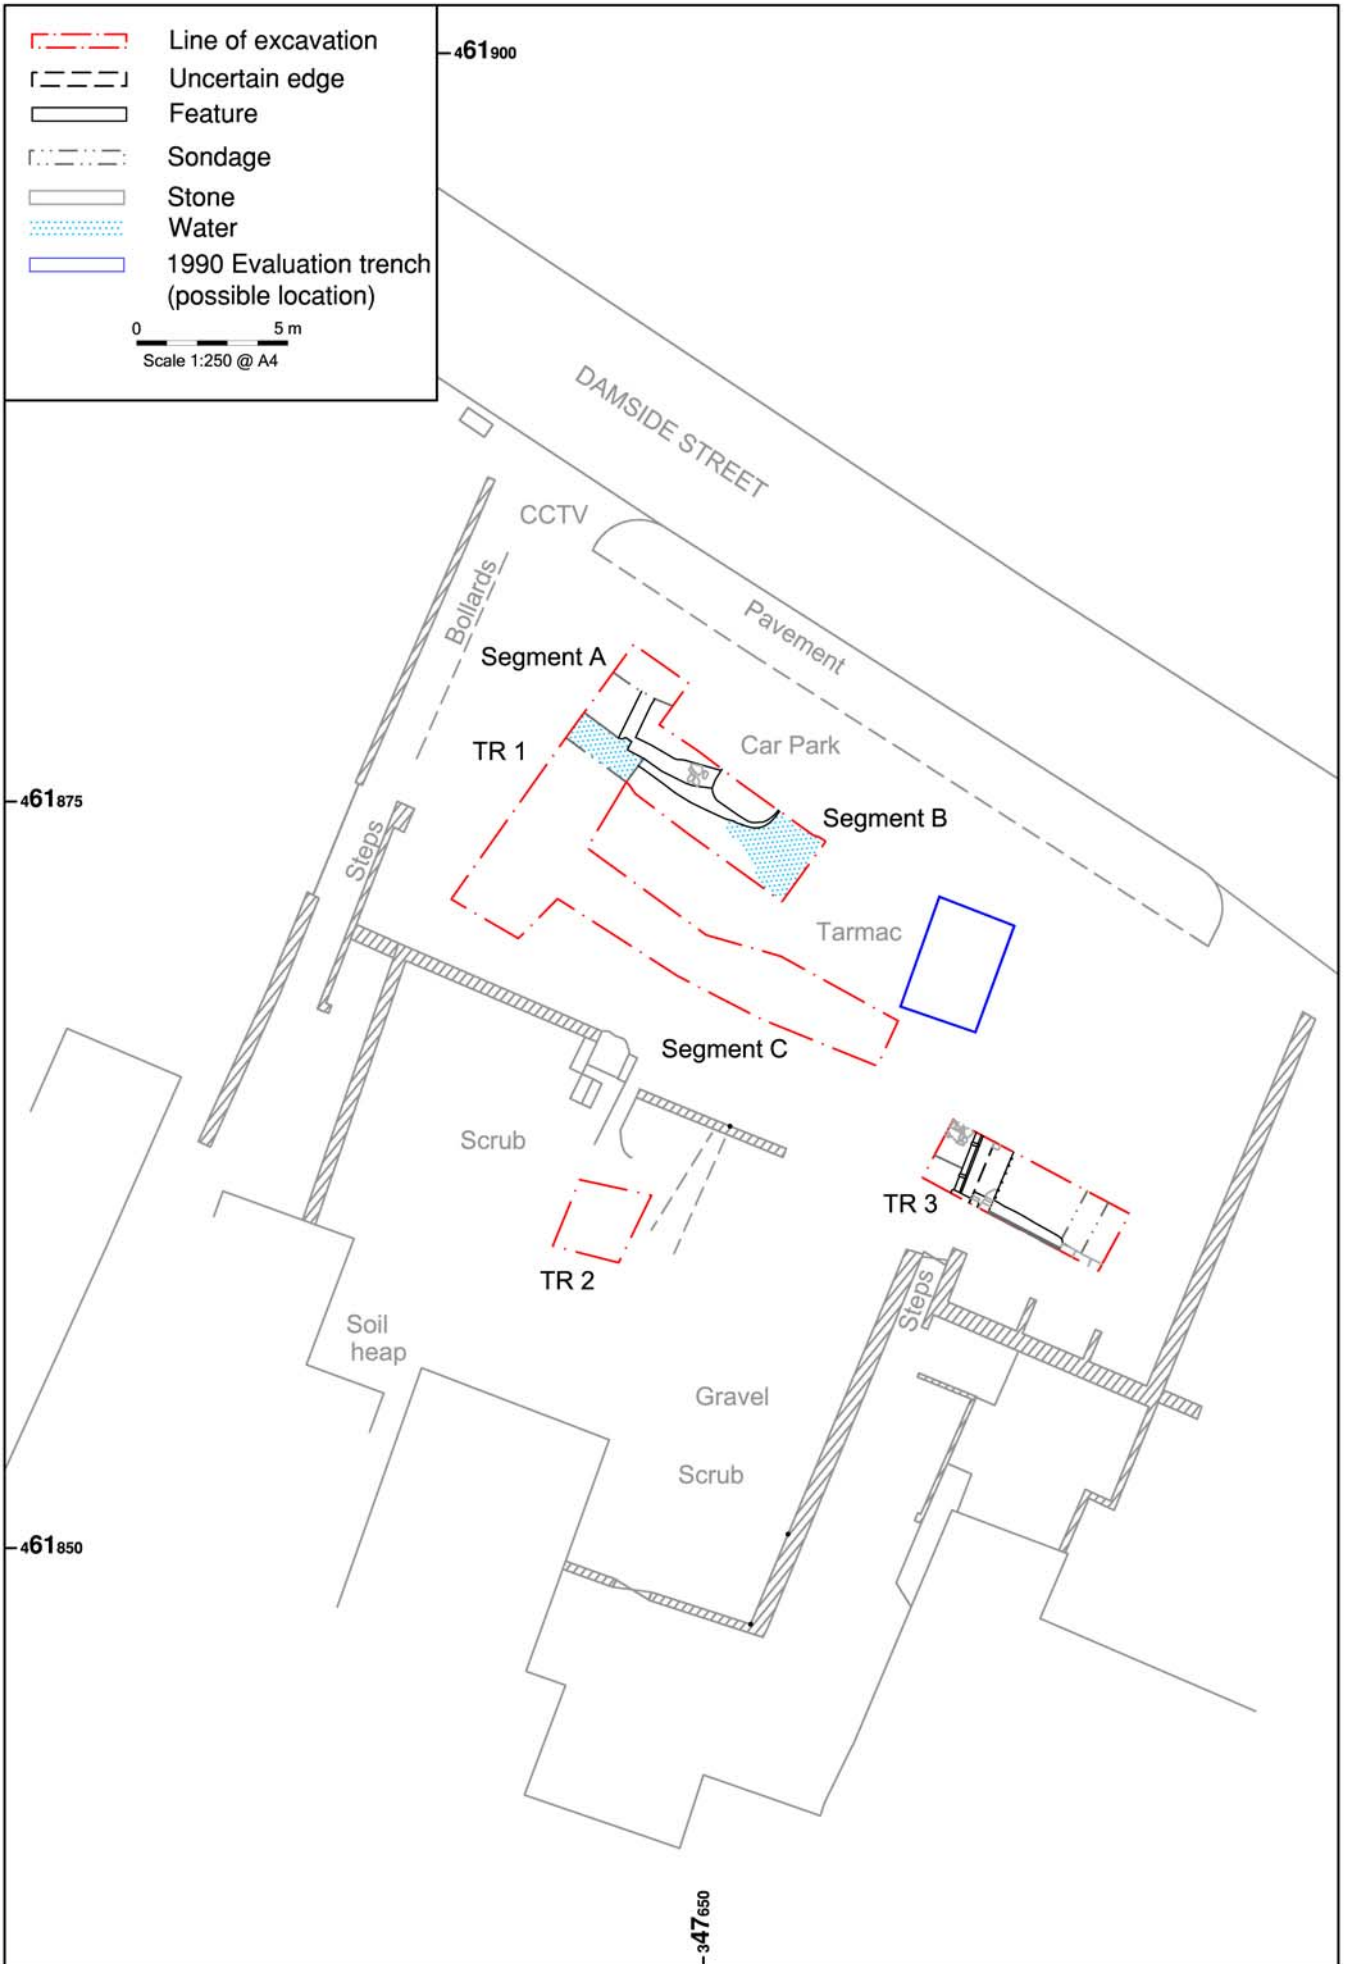 Line of excavation
Uncertain edge
Feature
Sondage
Stone
Water
1990 Evaluation trench
(possible location)
0 5 m
Scale 1:250 @ A4
461900
DAMSIDE STREET
CCTV
Bollards
Pavement
Segment A
TR 1
Car Park
461875
Segment B
Steps
Tarmac
Segment C
Scrub
TR 3
TR 2
Steps
Soil
heap
Gravel
Scrub
461850
347650